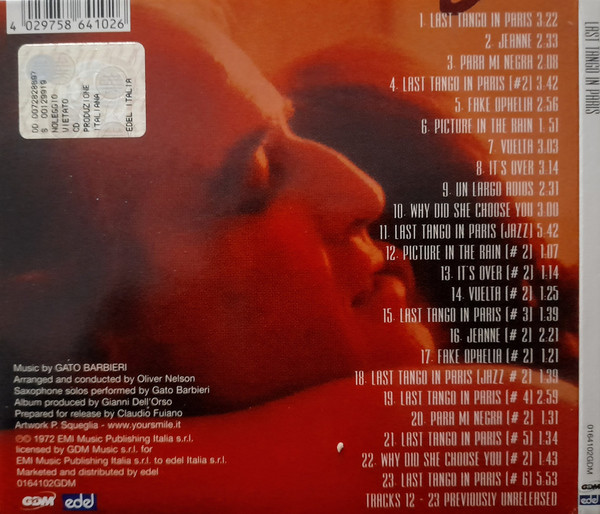 4 029758 641026
00 0072828697
S 00129919
NOLEGGIO
VIETATO
CD
PRODUZIONE
ITALIANA
EDEL ITALIA
1. LAST TANGO IN PARIS 3.22
2. JEANNE 2.33
3. PARA MI NEGRA 2.08
4. LAST TANGO IN PARIS (#2) 3.42
5. FAKE OPHELIA 2.56
6. PICTURE IN THE RAIN 1.51
7. VUELTA 3.03
8. IT'S OVER 3.14
9. UN LARGO ADIOS 2.31
10. WHY DID SHE CHOOSE YOU 3.00
11. LAST TANGO IN PARIS (JAZZ) 5.42
12. PICTURE IN THE RAIN (# 2) 1.07
13. IT'S OVER (# 2) 1.14
14. VUELTA (# 2) 1.25
15. LAST TANGO IN PARIS (# 3) 1.39
16. JEANNE (# 2) 2.21
17. FAKE OPHELIA (# 2) 1.21
18. LAST TANGO IN PARIS (JAZZ # 2) 1.39
19. LAST TANGO IN PARIS (# 4) 2.59
20. PARA MI NEGRA (# 2) 1.31
21. LAST TANGO IN PARIS (# 5) 1.34
22. WHY DID SHE CHOOSE YOU (# 2) 1.43
23. LAST TANGO IN PARIS (# 6) 5.53
TRACKS 12 - 23 PREVIOUSLY UNRELEASED
Music by GATO BARBIERI
Arranged and conducted by Oliver Nelson
Saxophone solos performed by Gato Barbieri
Album produced by Gianni Dell'Orso
Prepared for release by Claudio Fuiano
Artwork P. Squeglia - www.yoursmile.it
℗© 1972 EMI Music Publishing Italia s.r.l.
licensed by GDM Music s.r.l. for
EMI Music Publishing Italia s.r.l. to edel Italia s.r.l.
Marketed and distributed by edel
0164102GDM
GDM edel
LAST TANGO IN PARIS
0164102GDM
GDM
edel